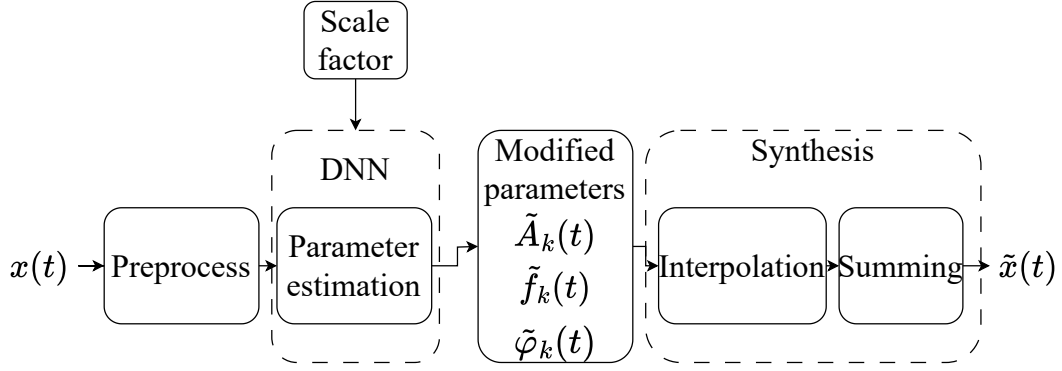 Scale
factor
DNN
Modified
parameters
Synthesis
x(t)
Preprocess
Parameter
estimation
Ã_k(t)
f̃_k(t)
φ̃_k(t)
Interpolation
Summing
x̃(t)